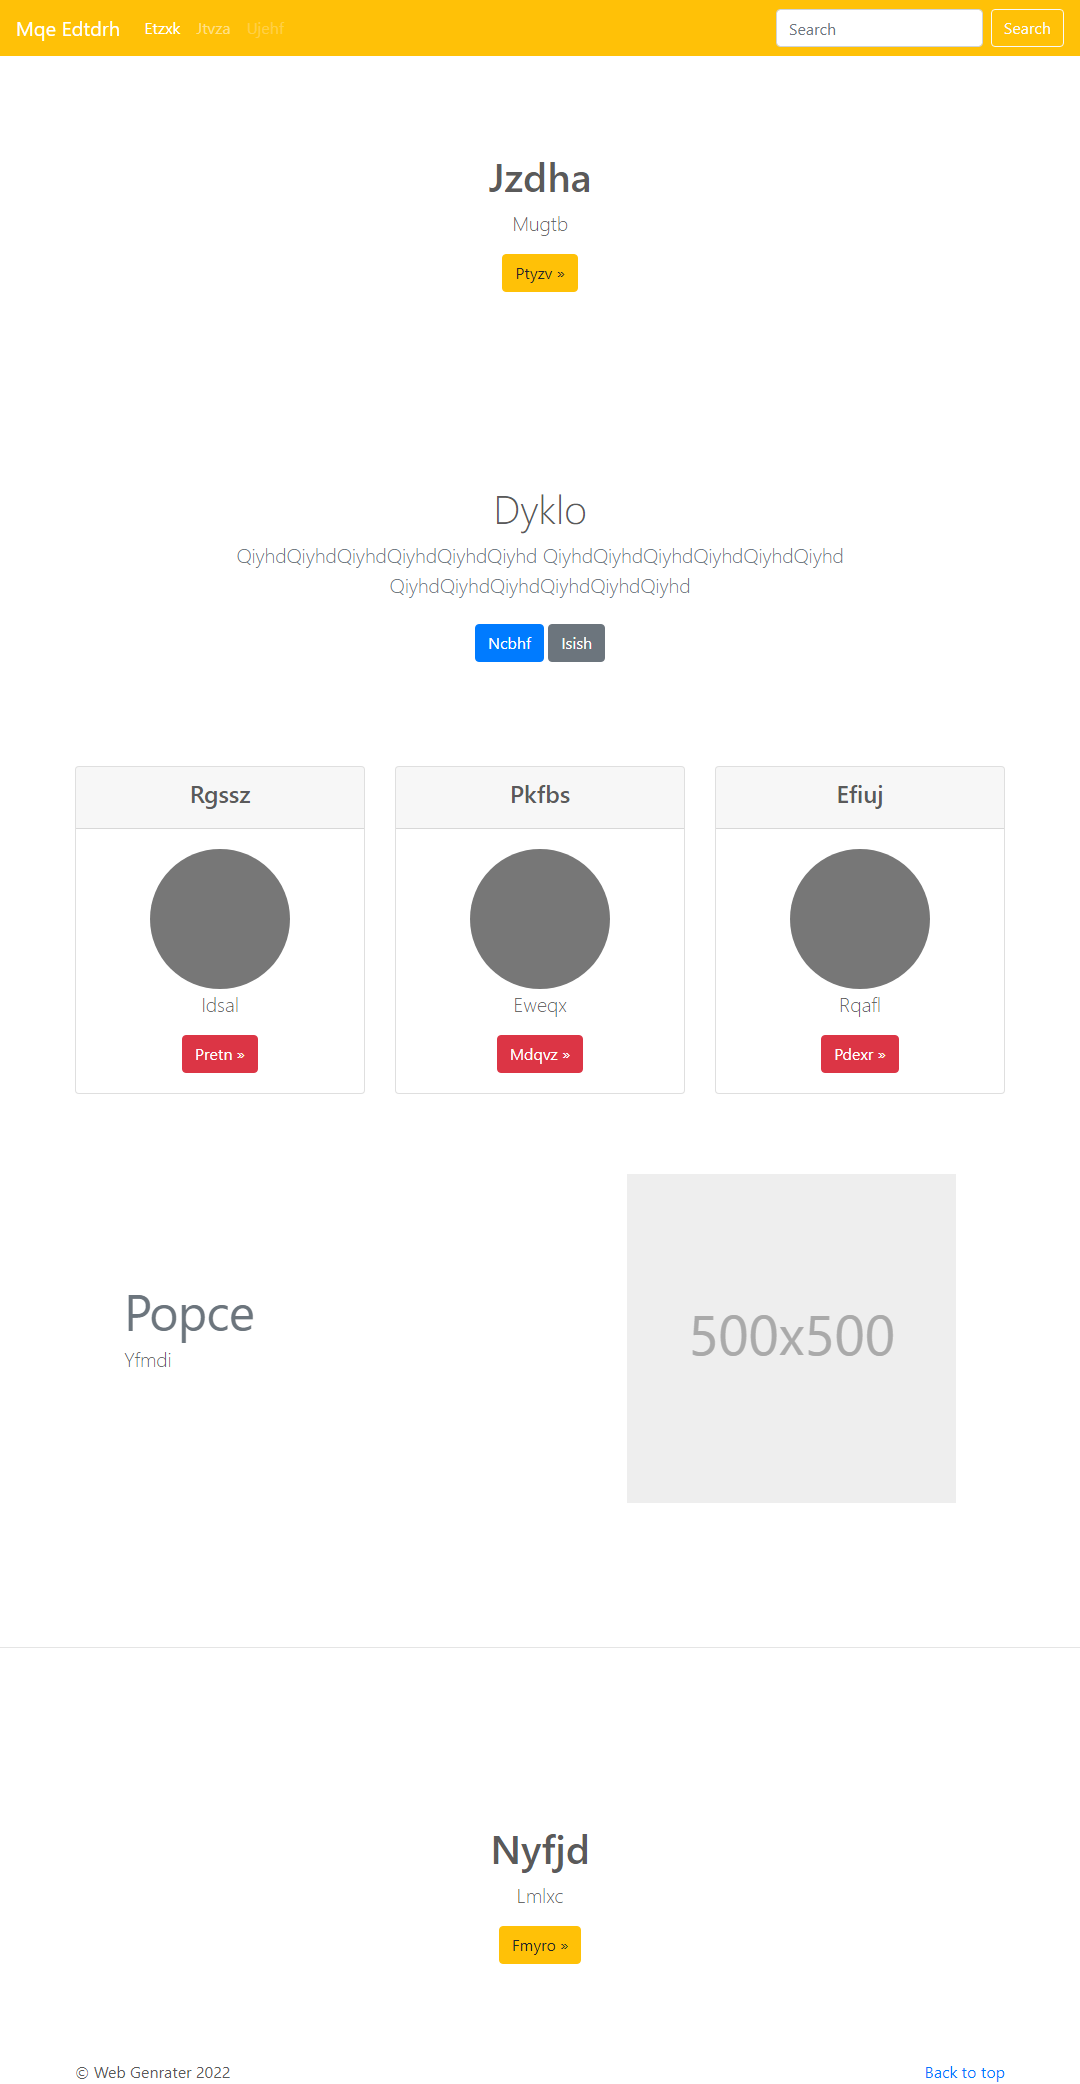 Mqe Edtdrh Etzxk Jtvza Ujehf Search Search
Jzdha
Mugtb
Ptyzv »
Dyklo
QiyhdQiyhdQiyhdQiyhdQiyhdQiyhd QiyhdQiyhdQiyhdQiyhdQiyhdQiyhd
QiyhdQiyhdQiyhdQiyhdQiyhdQiyhd
Ncbhf Isish
Rgssz Pkfbs Efiuj
Idsal Eweqx Rqafl
Pretn » Mdqvz » Pdexr »
Popce
Yfmdi
500x500
Nyfjd
Lmlxc
Fmyro »
© Web Genrater 2022 Back to top